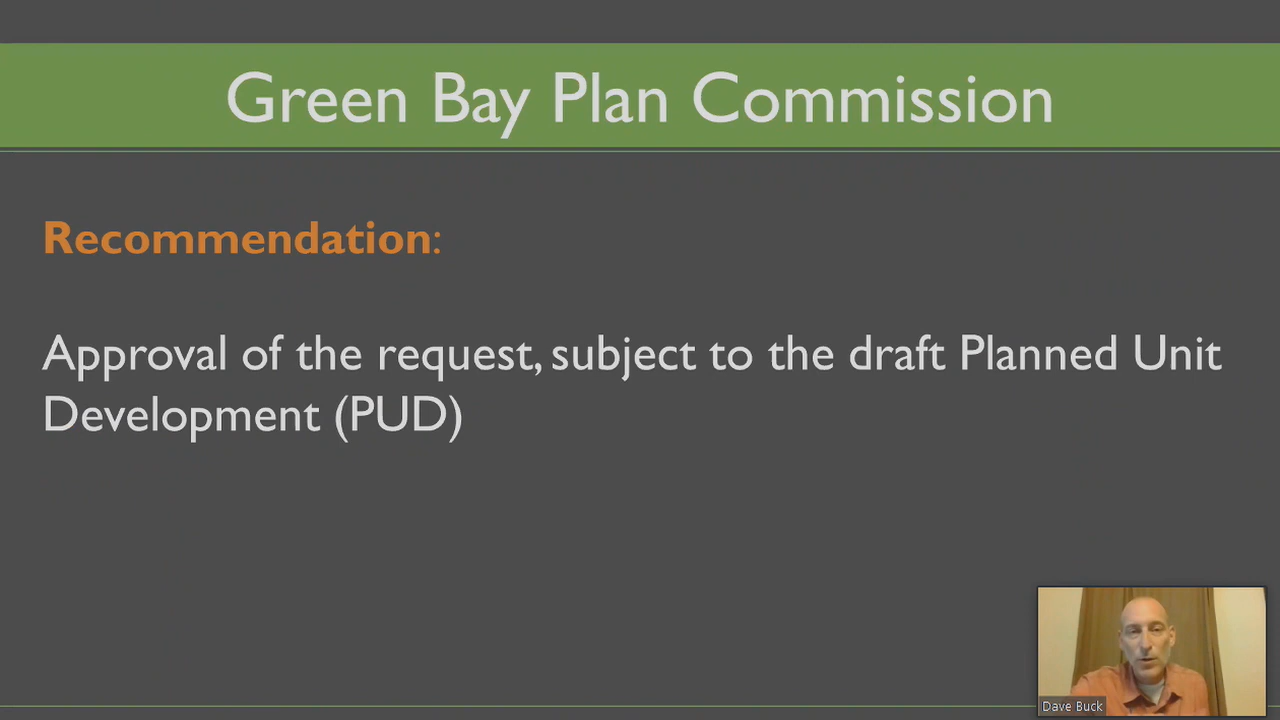 Green Bay Plan Commission
Recommendation:
Approval of the request, subject to the draft Planned Unit
Development (PUD)
Dave Buck